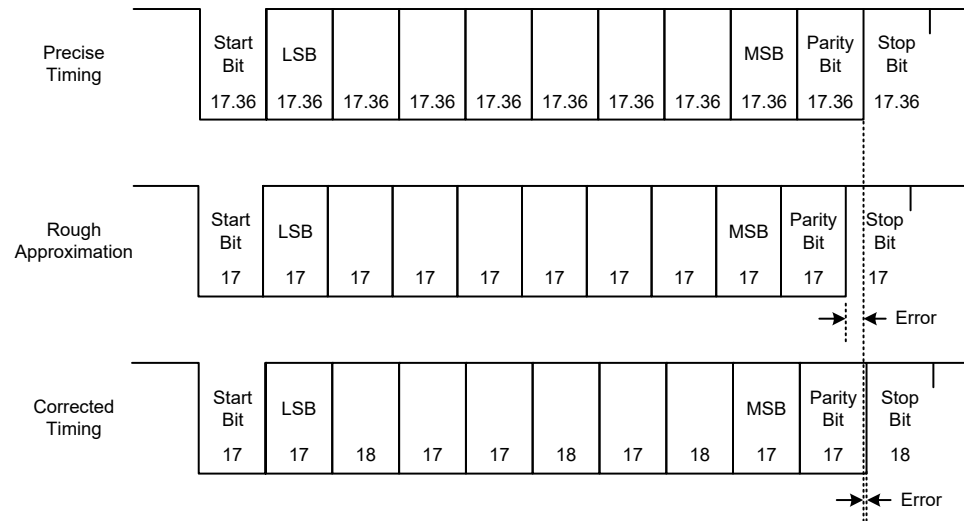 Precise
Timing
Start
Bit
LSB
MSB
Parity
Bit
Stop
Bit
17.36 17.36 17.36 17.36 17.36 17.36 17.36 17.36 17.36 17.36 17.36
Rough
Approximation
Start
Bit
LSB
MSB
Parity
Bit
Stop
Bit
17 17 17 17 17 17 17 17 17 17 17
Error
Corrected
Timing
Start
Bit
LSB
MSB
Parity
Bit
Stop
Bit
17 17 18 17 17 18 17 18 17 17 18
Error